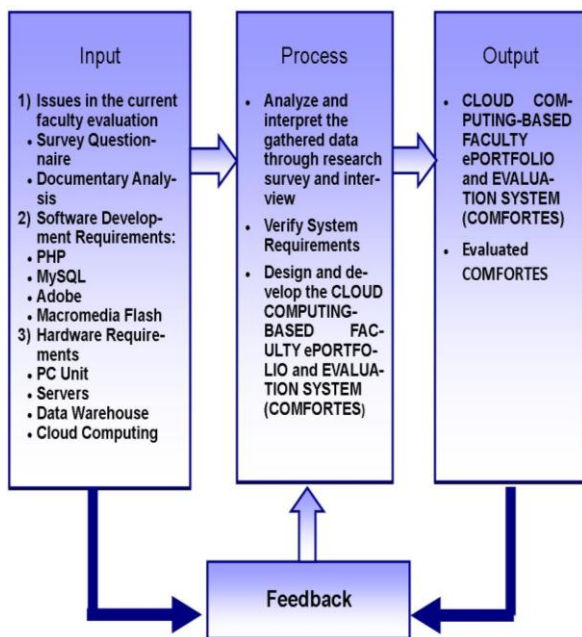 Input
1) Issues in the current
faculty evaluation
• Survey Question-
naire
• Documentary Analy-
sis
2) Software Development
Requirements:
• PHP
• MySQL
• Adobe
• Macromedia Flash
3) Hardware Require-
ments
• PC Unit
• Servers
• Data Warehouse
• Cloud Computing
Process
• Analyze and
interpret the
gathered data
through research
survey and inter-
view
• Verify System
Requirements
• Design and de-
velop the CLOUD
COMPUTING-
BASED FAC-
ULTY ePORTFO-
LIO and EVALUA-
TION SYSTEM
(COMFORTES)
Output
• CLOUD COM-
PUTING-BASED
FACULTY
ePORTFOLIO
and EVALUA-
TION SYSTEM
(COMFORTES)
• Evaluated
COMFORTES
Feedback